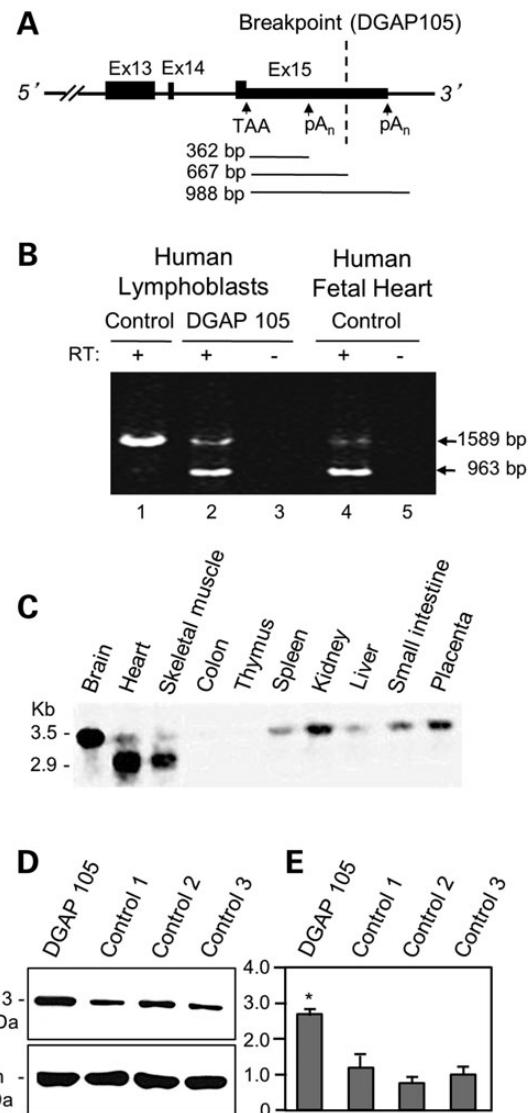 A
Breakpoint (DGAP105)
Ex13 Ex14 Ex15
5' 3'
TAA pAn pAn
362 bp
667 bp
988 bp
B
Human Lymphoblasts
Human Fetal Heart
Control DGAP 105 Control
RT: + + - + -
1589 bp
963 bp
1 2 3 4 5
C
Brain Heart Skeletal muscle Colon Thymus Spleen Kidney Liver Small intestine Placenta
Kb
3.5 -
2.9 -
D
DGAP 105 Control 1 Control 2 Control 3
3 -
Da
-
Da
E
DGAP 105 Control 1 Control 2 Control 3
4.0
3.0
2.0
1.0
0
*